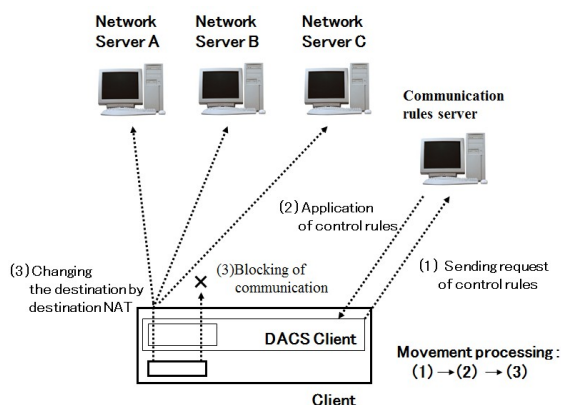 Network
Server A
Network
Server B
Network
Server C
Communication
rules server
(2) Application
of control rules
(1) Sending request
of control rules
(3) Changing
the destination by
destination NAT
(3)Blocking of
communication
DACS Client
Movement processing :
(1) → (2) → (3)
Client